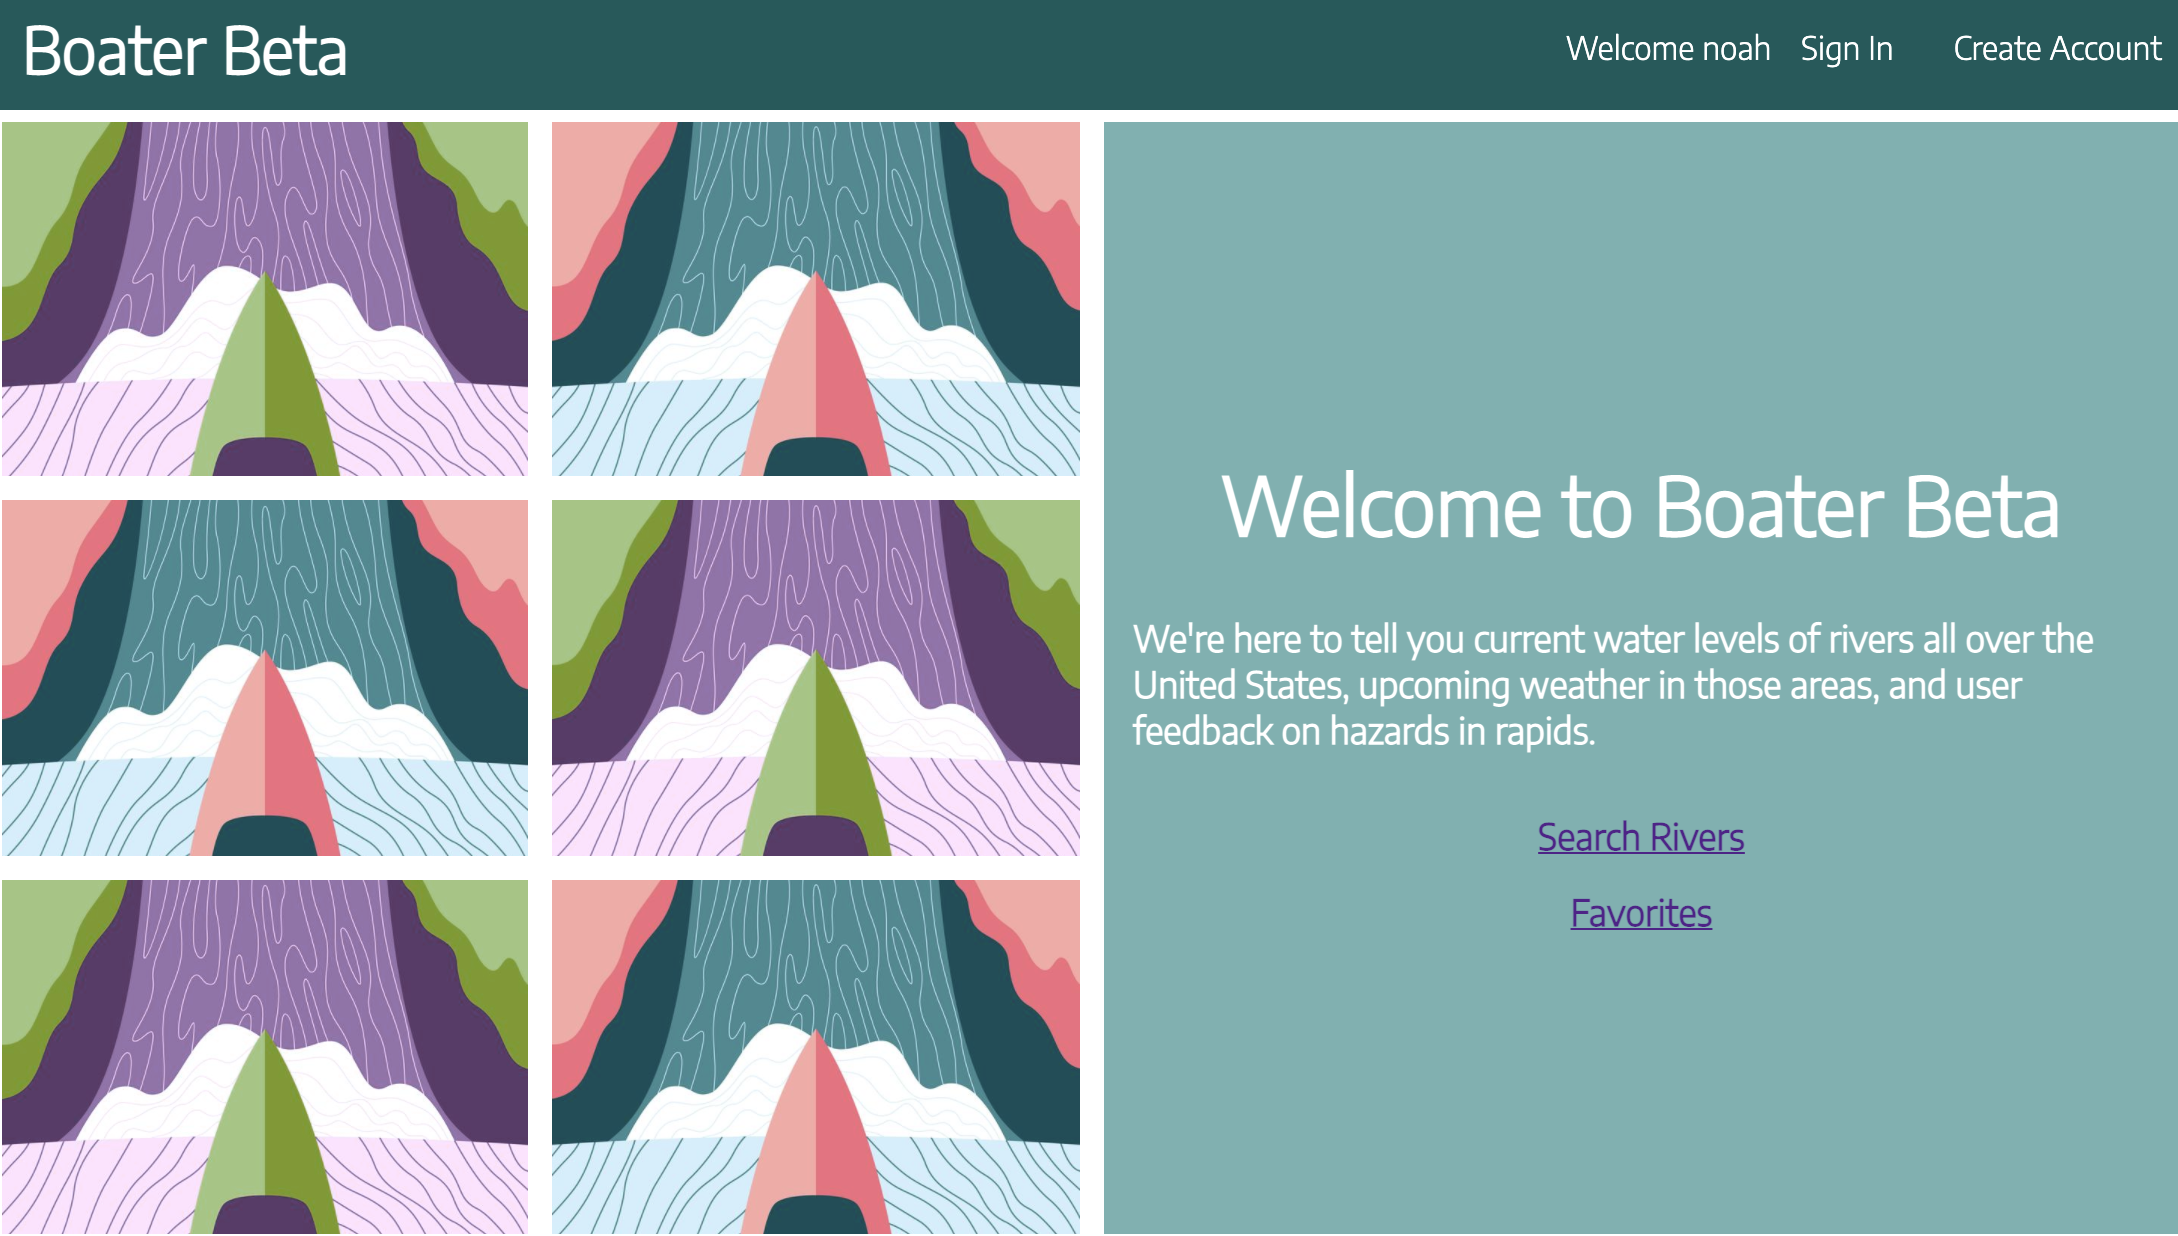 Boater Beta
Welcome noah Sign In Create Account
Welcome to Boater Beta
We're here to tell you current water levels of rivers all over the
United States, upcoming weather in those areas, and user
feedback on hazards in rapids.
Search Rivers
Favorites